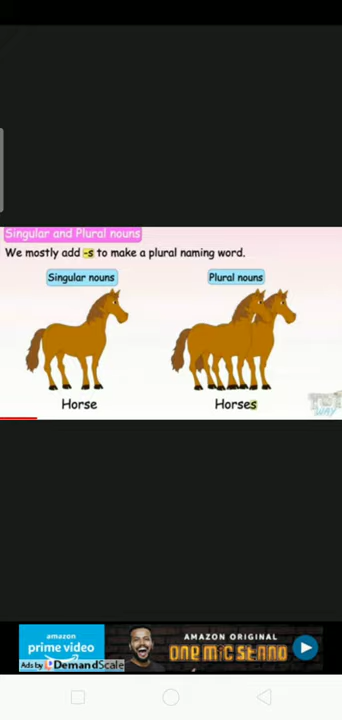 Singular and Plural nouns
We mostly add -s to make a plural naming word.
Singular nouns
Plural nouns
Horse
Horses
amazon
prime video
Ads by DemandScale
AMAZON ORIGINAL
ONE MIC STAND